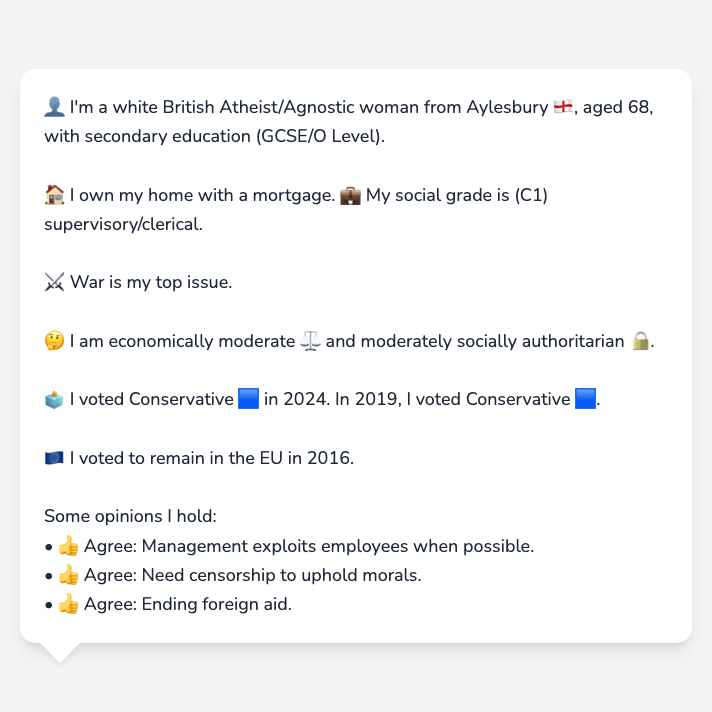 👤 I'm a white British Atheist/Agnostic woman from Aylesbury 🏴󠁧󠁢󠁥󠁮󠁧󠁿, aged 68,
with secondary education (GCSE/O Level).
🏠 I own my home with a mortgage. 💼 My social grade is (C1)
supervisory/clerical.
⚔️ War is my top issue.
🤔 I am economically moderate ⚖️ and moderately socially authoritarian 🔒.
🗳️ I voted Conservative 🟦 in 2024. In 2019, I voted Conservative 🟦.
🇪🇺 I voted to remain in the EU in 2016.
Some opinions I hold:
• 👍 Agree: Management exploits employees when possible.
• 👍 Agree: Need censorship to uphold morals.
• 👍 Agree: Ending foreign aid.